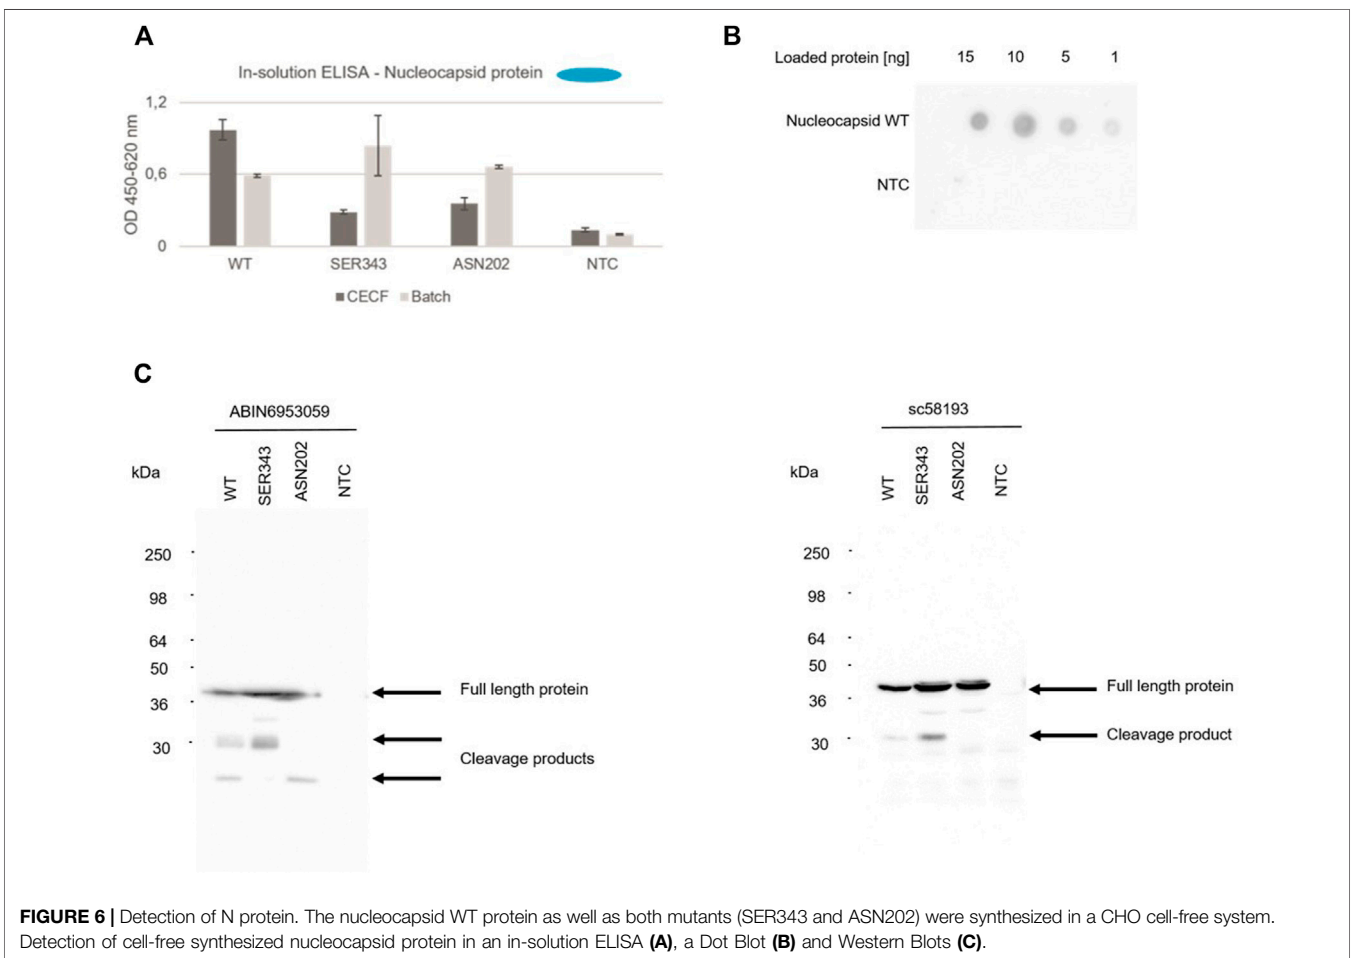 A
In-solution ELISA - Nucleocapsid protein
1,2
0,6
0
OD 450-620 nm
WT SER343 ASN202 NTC
CECF Batch
B
Loaded protein [ng] 15 10 5 1
Nucleocapsid WT
NTC
C
ABIN6953059
kDa WT SER343 ASN202 NTC
250
98
64
50
36
30
Full length protein
Cleavage products
sc58193
kDa WT SER343 ASN202 NTC
250
98
64
50
36
30
Full length protein
Cleavage product
FIGURE 6 | Detection of N protein. The nucleocapsid WT protein as well as both mutants (SER343 and ASN202) were synthesized in a CHO cell-free system.
Detection of cell-free synthesized nucleocapsid protein in an in-solution ELISA (A), a Dot Blot (B) and Western Blots (C).